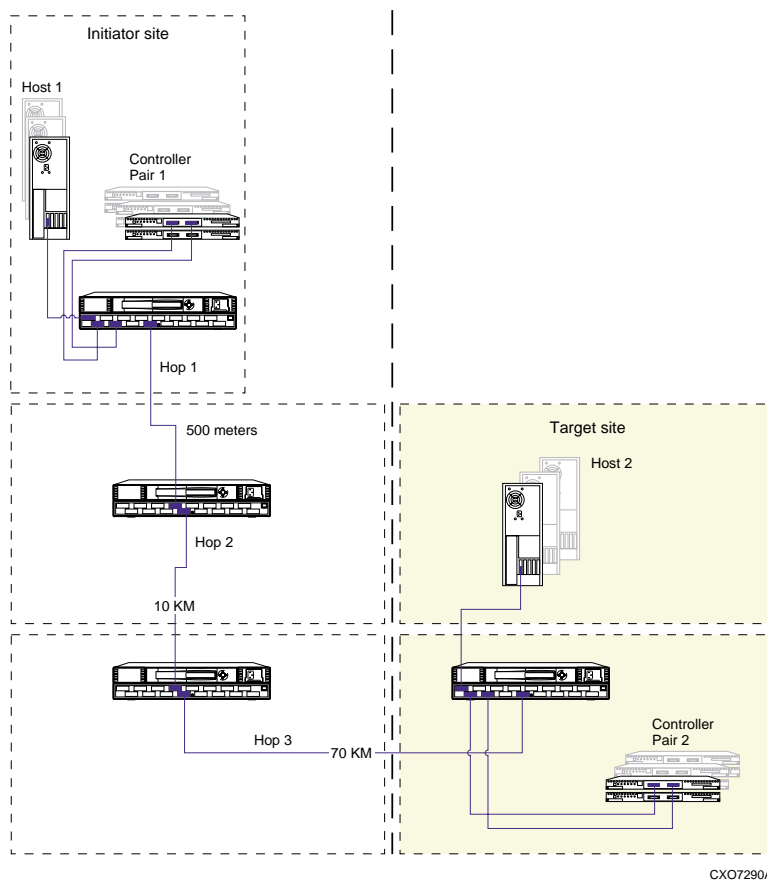 Initiator site
Host 1
Controller
Pair 1
Hop 1
500 meters
Target site
Host 2
Hop 2
10 KM
Hop 3
70 KM
Controller
Pair 2
CXO7290A